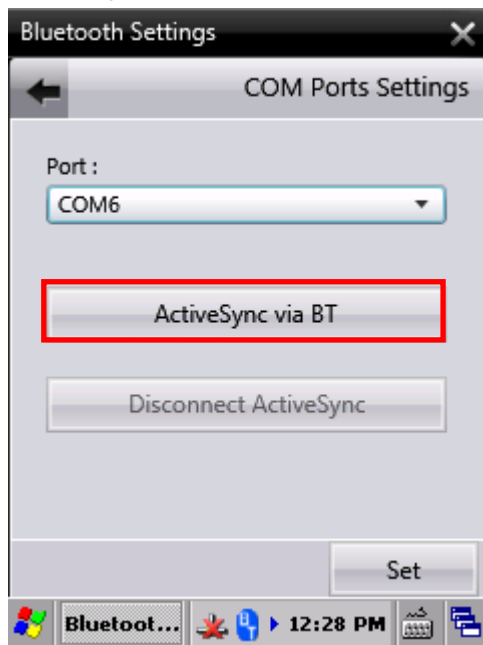 Bluetooth Settings
COM Ports Settings
Port :
COM6
ActiveSync via BT
Disconnect ActiveSync
Set
Bluetoot... 12:28 PM